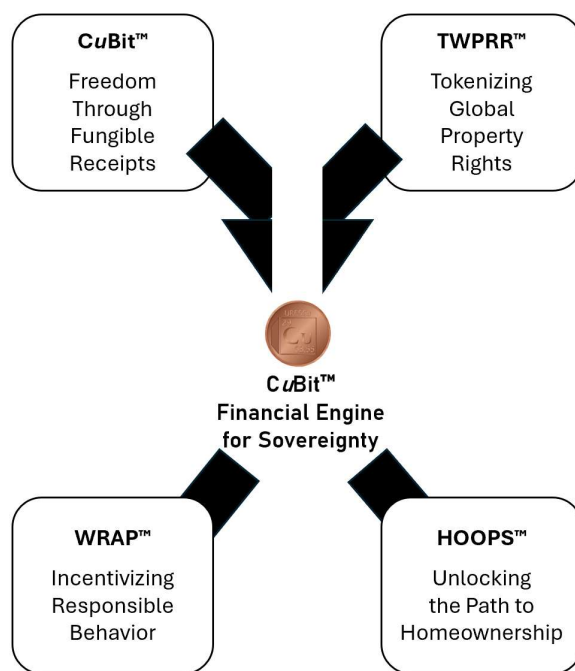 CuBit™
Freedom
Through
Fungible
Receipts
TWPRR™
Tokenizing
Global
Property
Rights
CuBit™
Financial Engine
for Sovereignty
WRAP™
Incentivizing
Responsible
Behavior
HOOPS™
Unlocking
the Path to
Homeownership